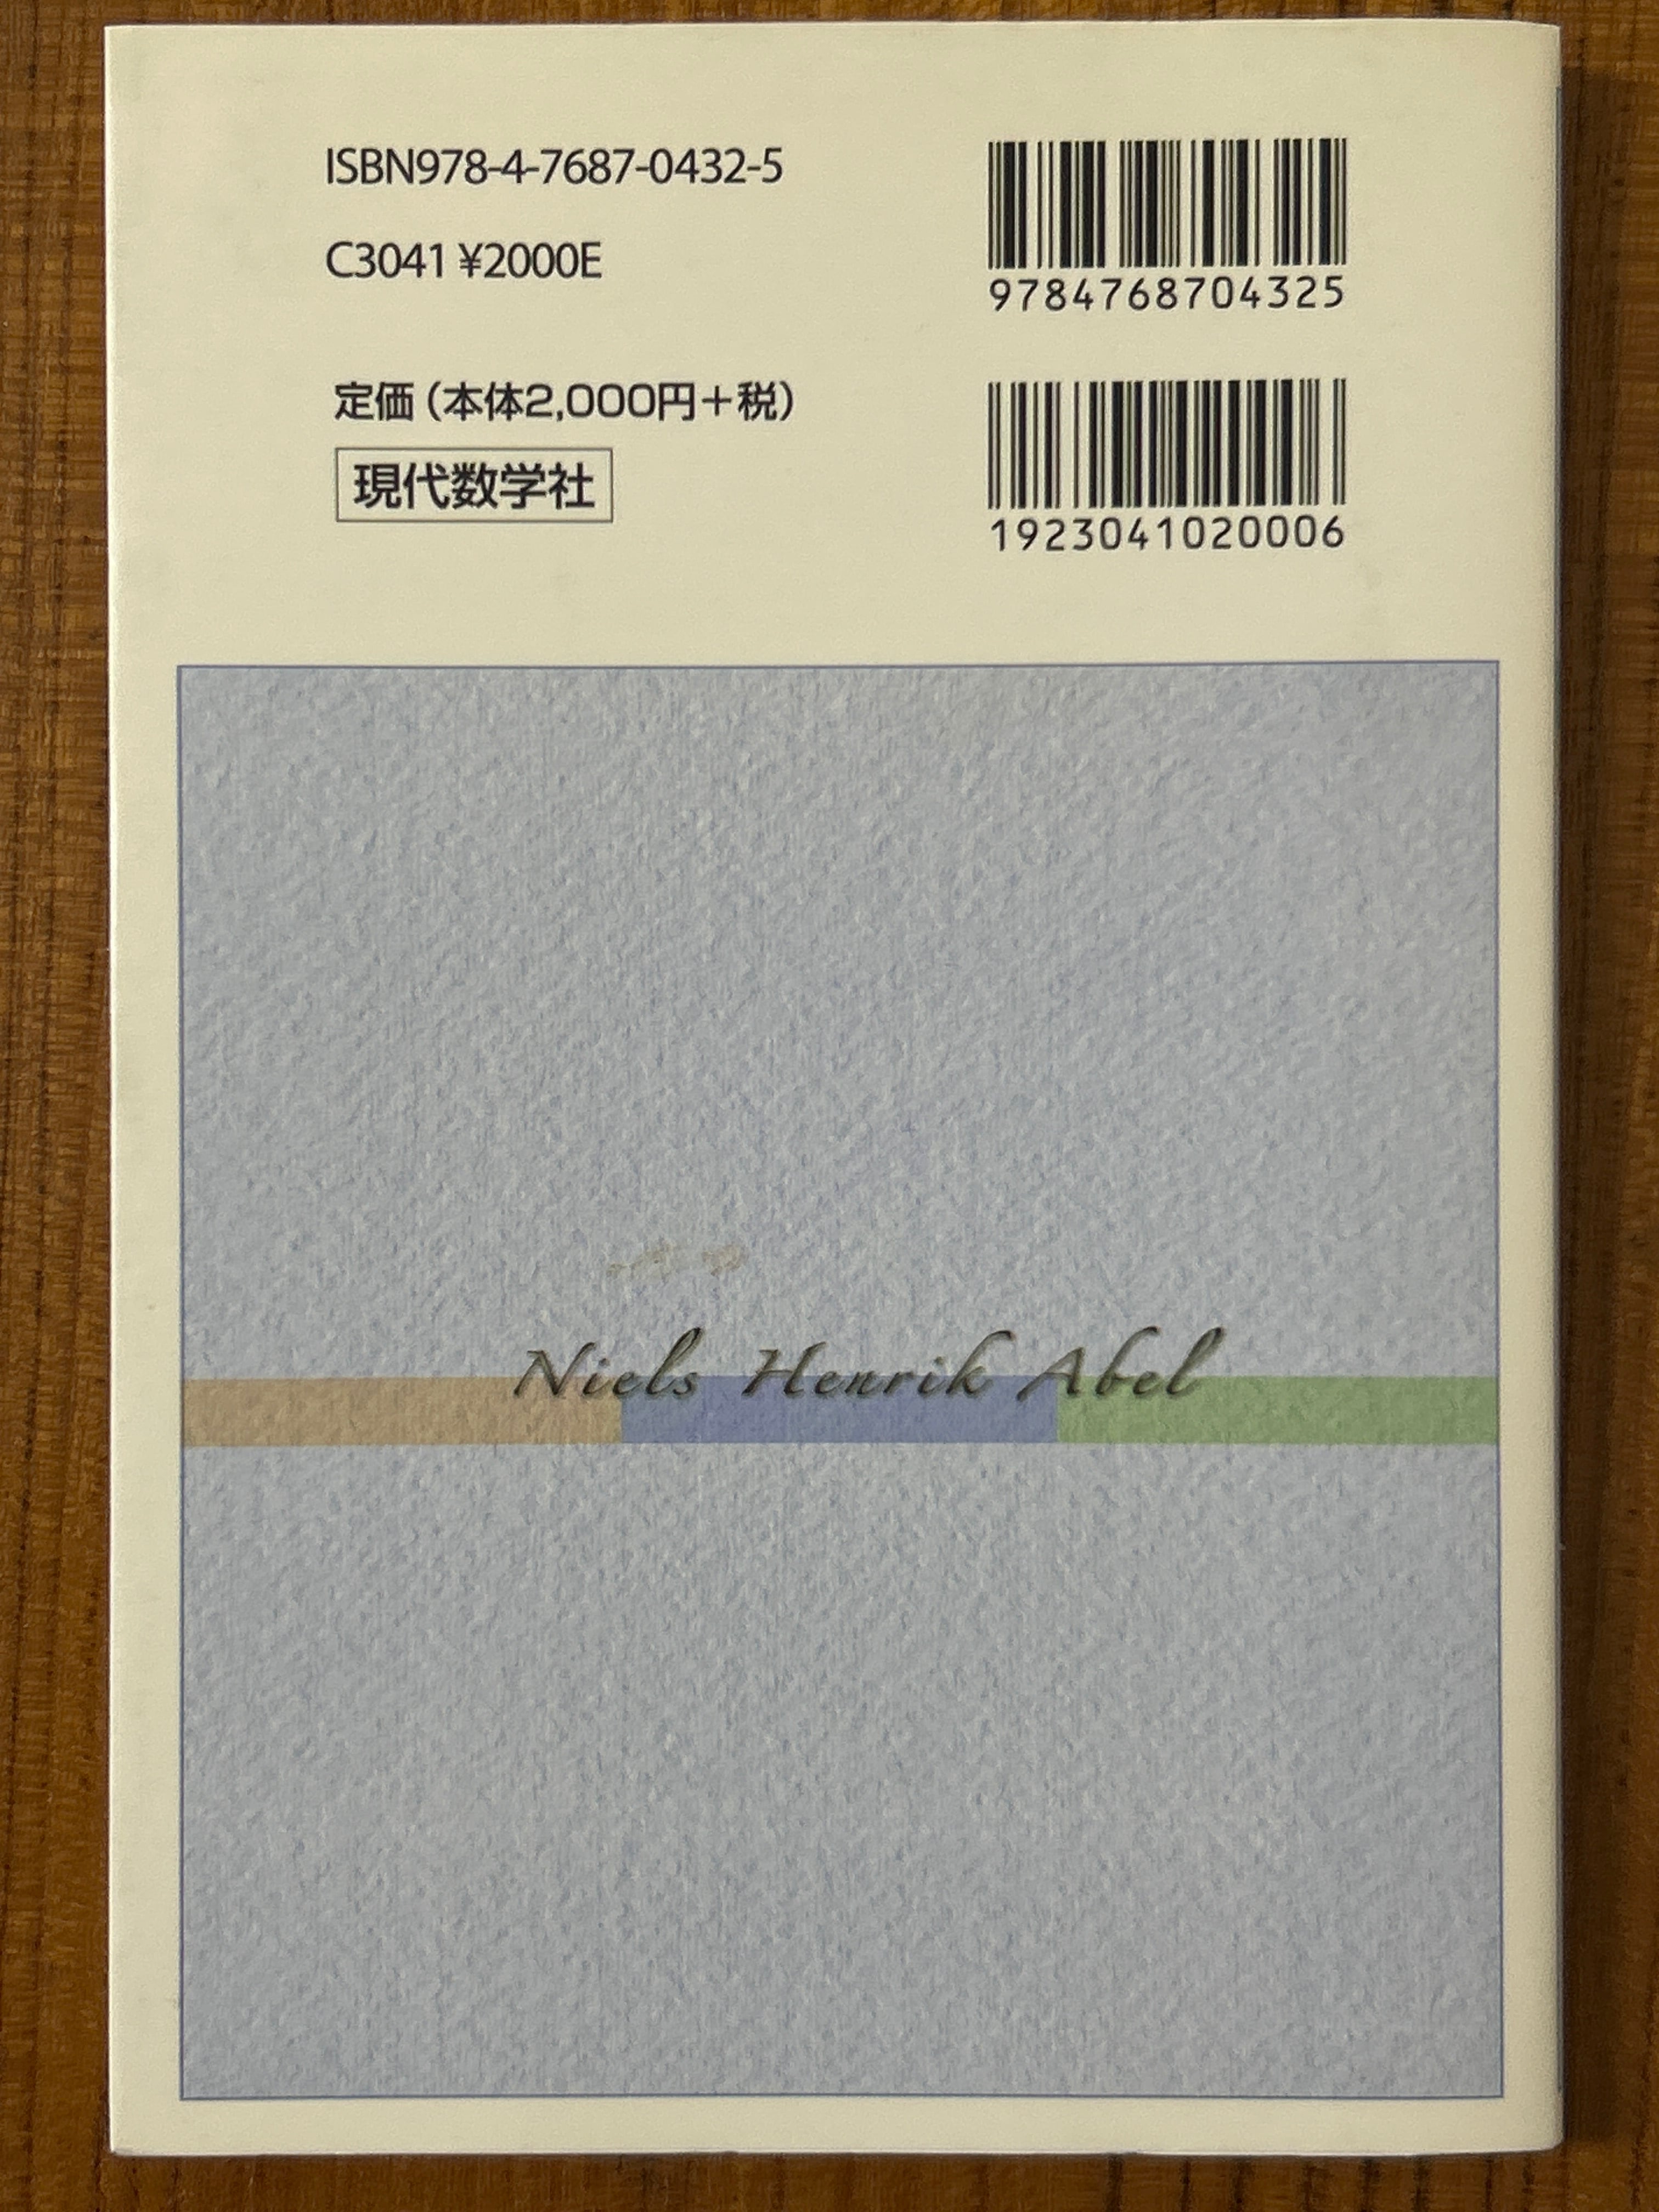 ISBN978-4-7687-0432-5
C3041 ¥2000E
9784768704325
定価（本体2,000円＋税）
現代数学社
1923041020006
Niels Henrik Abel